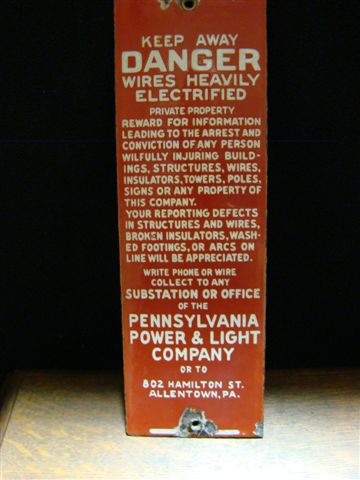 KEEP AWAY
DANGER
WIRES HEAVILY
ELECTRIFIED
PRIVATE PROPERTY
REWARD FOR INFORMATION
LEADING TO THE ARREST AND
CONVICTION OF ANY PERSON
WILFULLY INJURING BUILD-
INGS, STRUCTURES, WIRES,
INSULATORS, TOWERS, POLES,
SIGNS OR ANY PROPERTY OF
THIS COMPANY.
YOUR REPORTING DEFECTS
IN STRUCTURES AND WIRES,
BROKEN INSULATORS, WASH-
ED FOOTINGS, OR ARCS ON
LINE WILL BE APPRECIATED.
WRITE PHONE OR WIRE
COLLECT TO ANY
SUBSTATION OR OFFICE
OF THE
PENNSYLVANIA
POWER & LIGHT
COMPANY
OR TO
802 HAMILTON ST.
ALLENTOWN, PA.